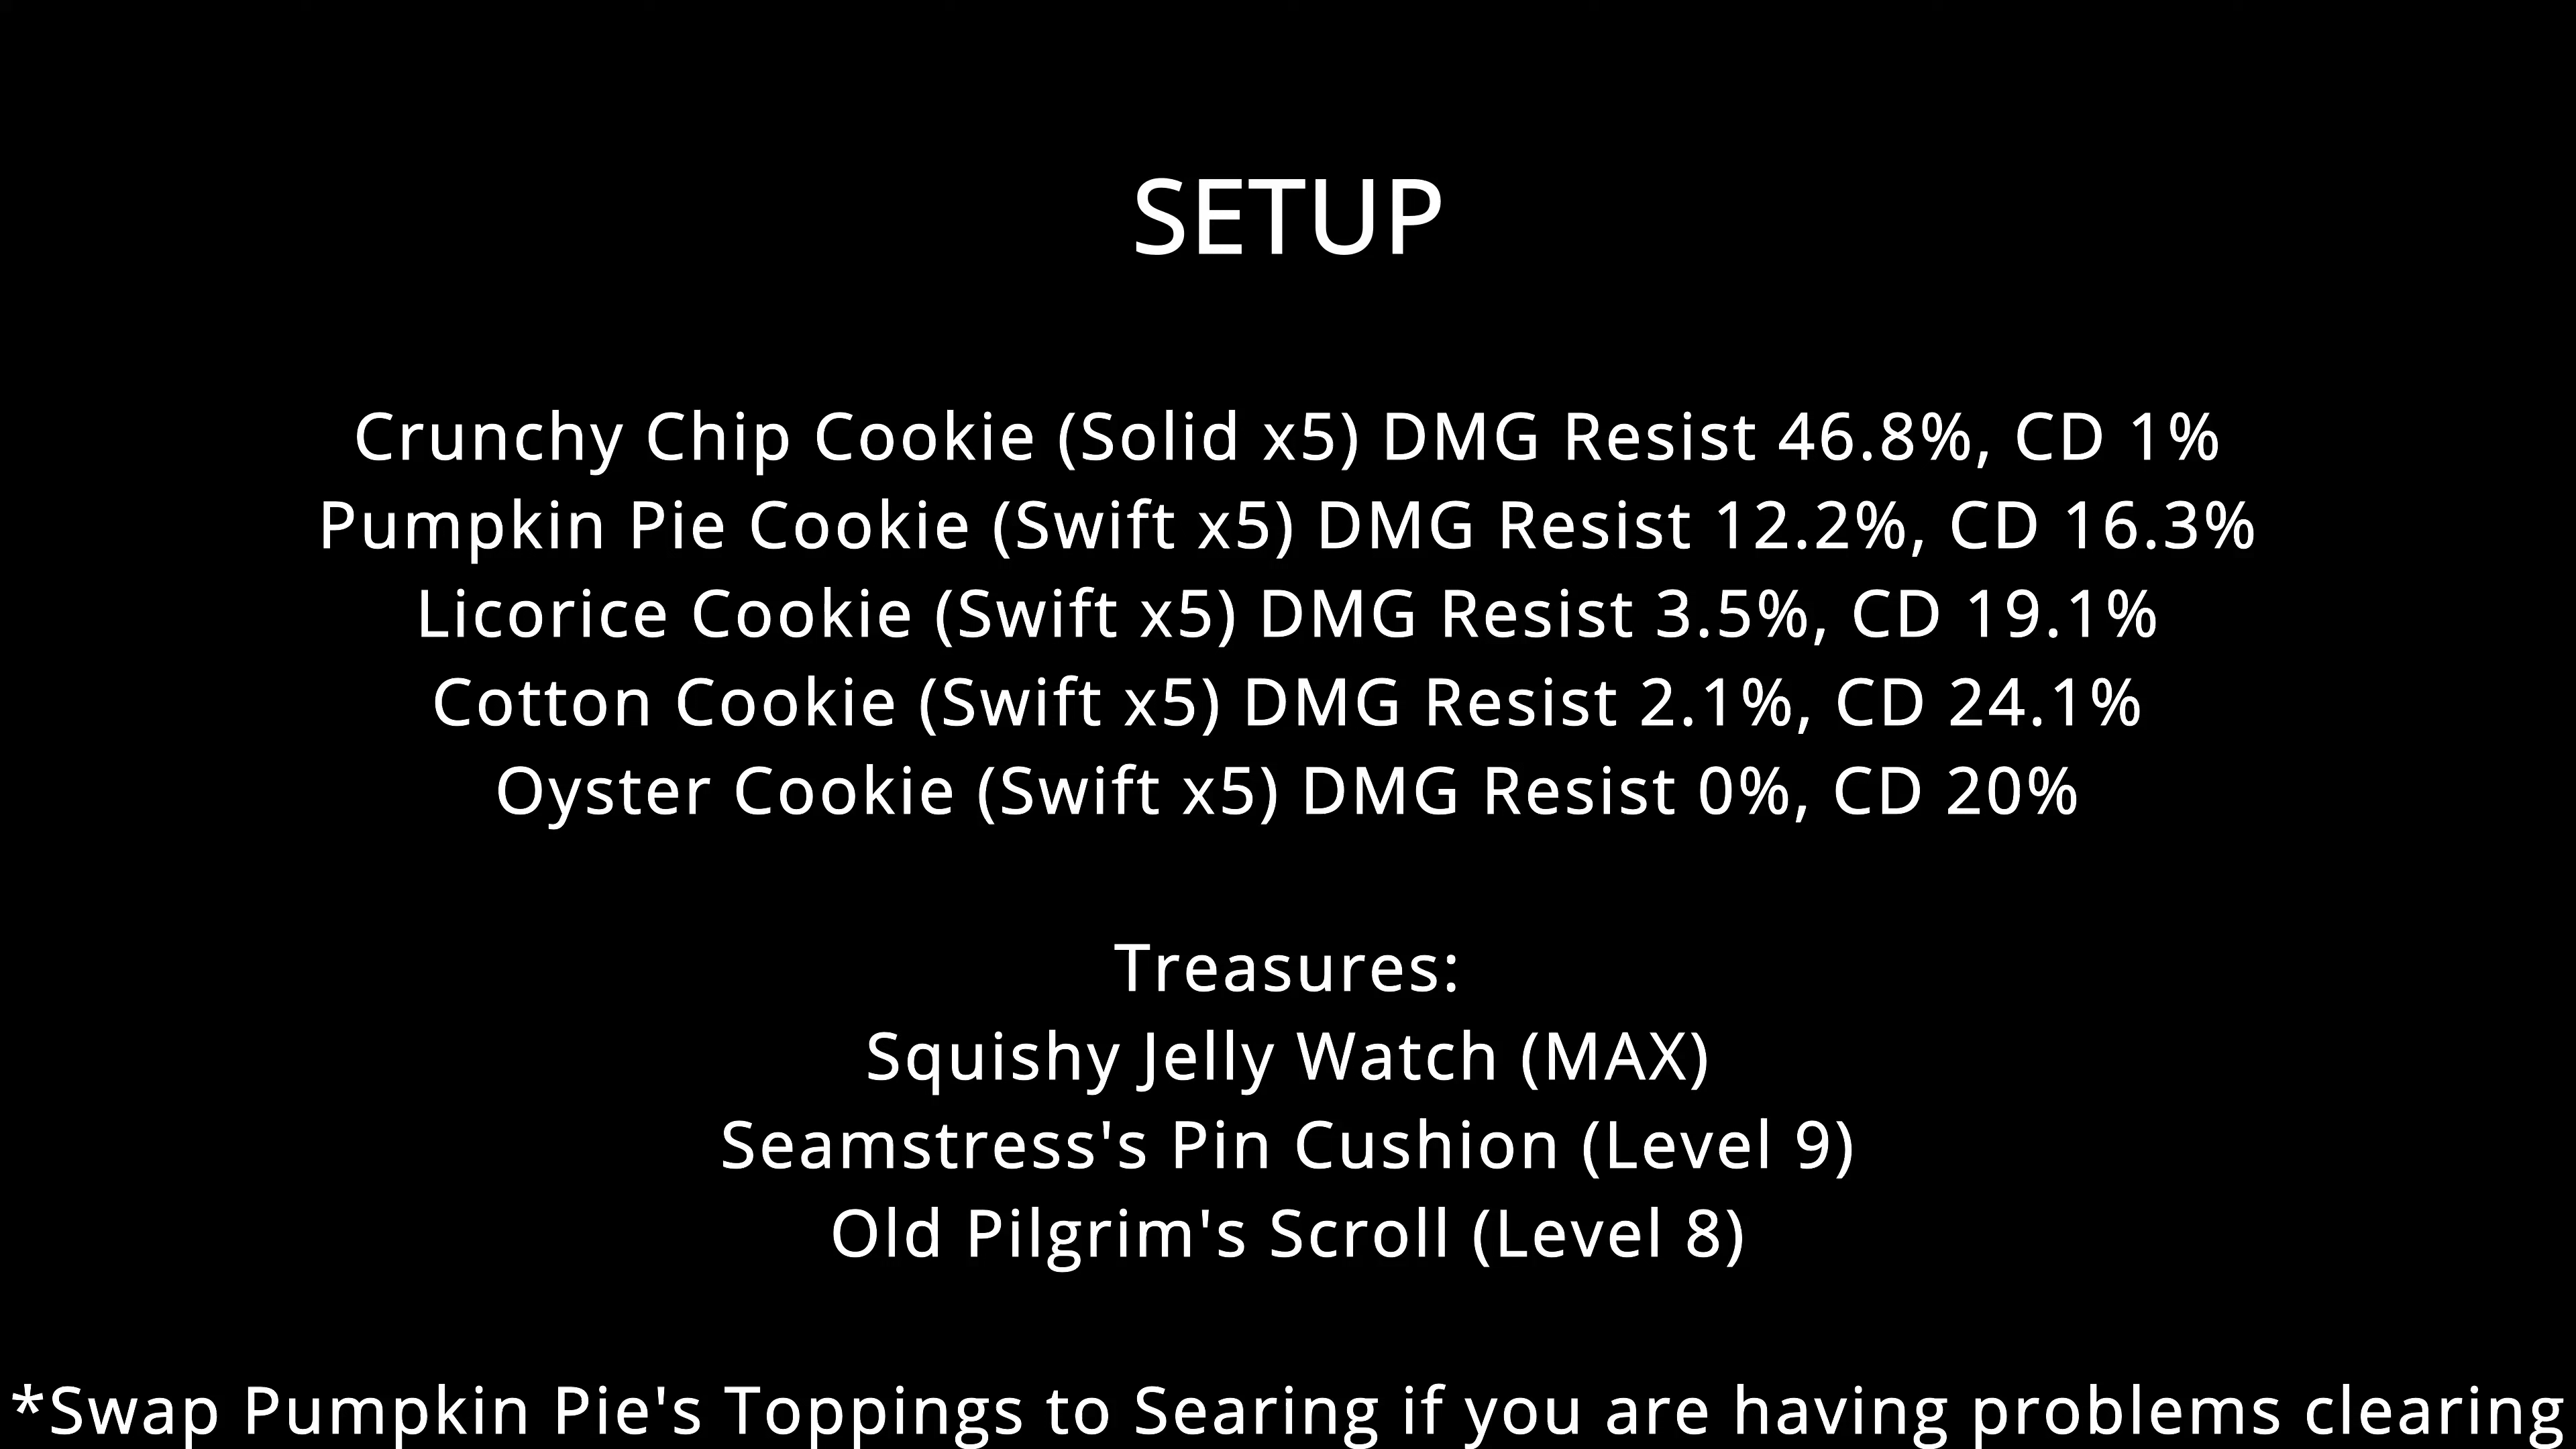 SETUP
Crunchy Chip Cookie (Solid x5) DMG Resist 46.8%, CD 1%
Pumpkin Pie Cookie (Swift x5) DMG Resist 12.2%, CD 16.3%
Licorice Cookie (Swift x5) DMG Resist 3.5%, CD 19.1%
Cotton Cookie (Swift x5) DMG Resist 2.1%, CD 24.1%
Oyster Cookie (Swift x5) DMG Resist 0%, CD 20%
Treasures:
Squishy Jelly Watch (MAX)
Seamstress's Pin Cushion (Level 9)
Old Pilgrim's Scroll (Level 8)
*Swap Pumpkin Pie's Toppings to Searing if you are having problems clearing